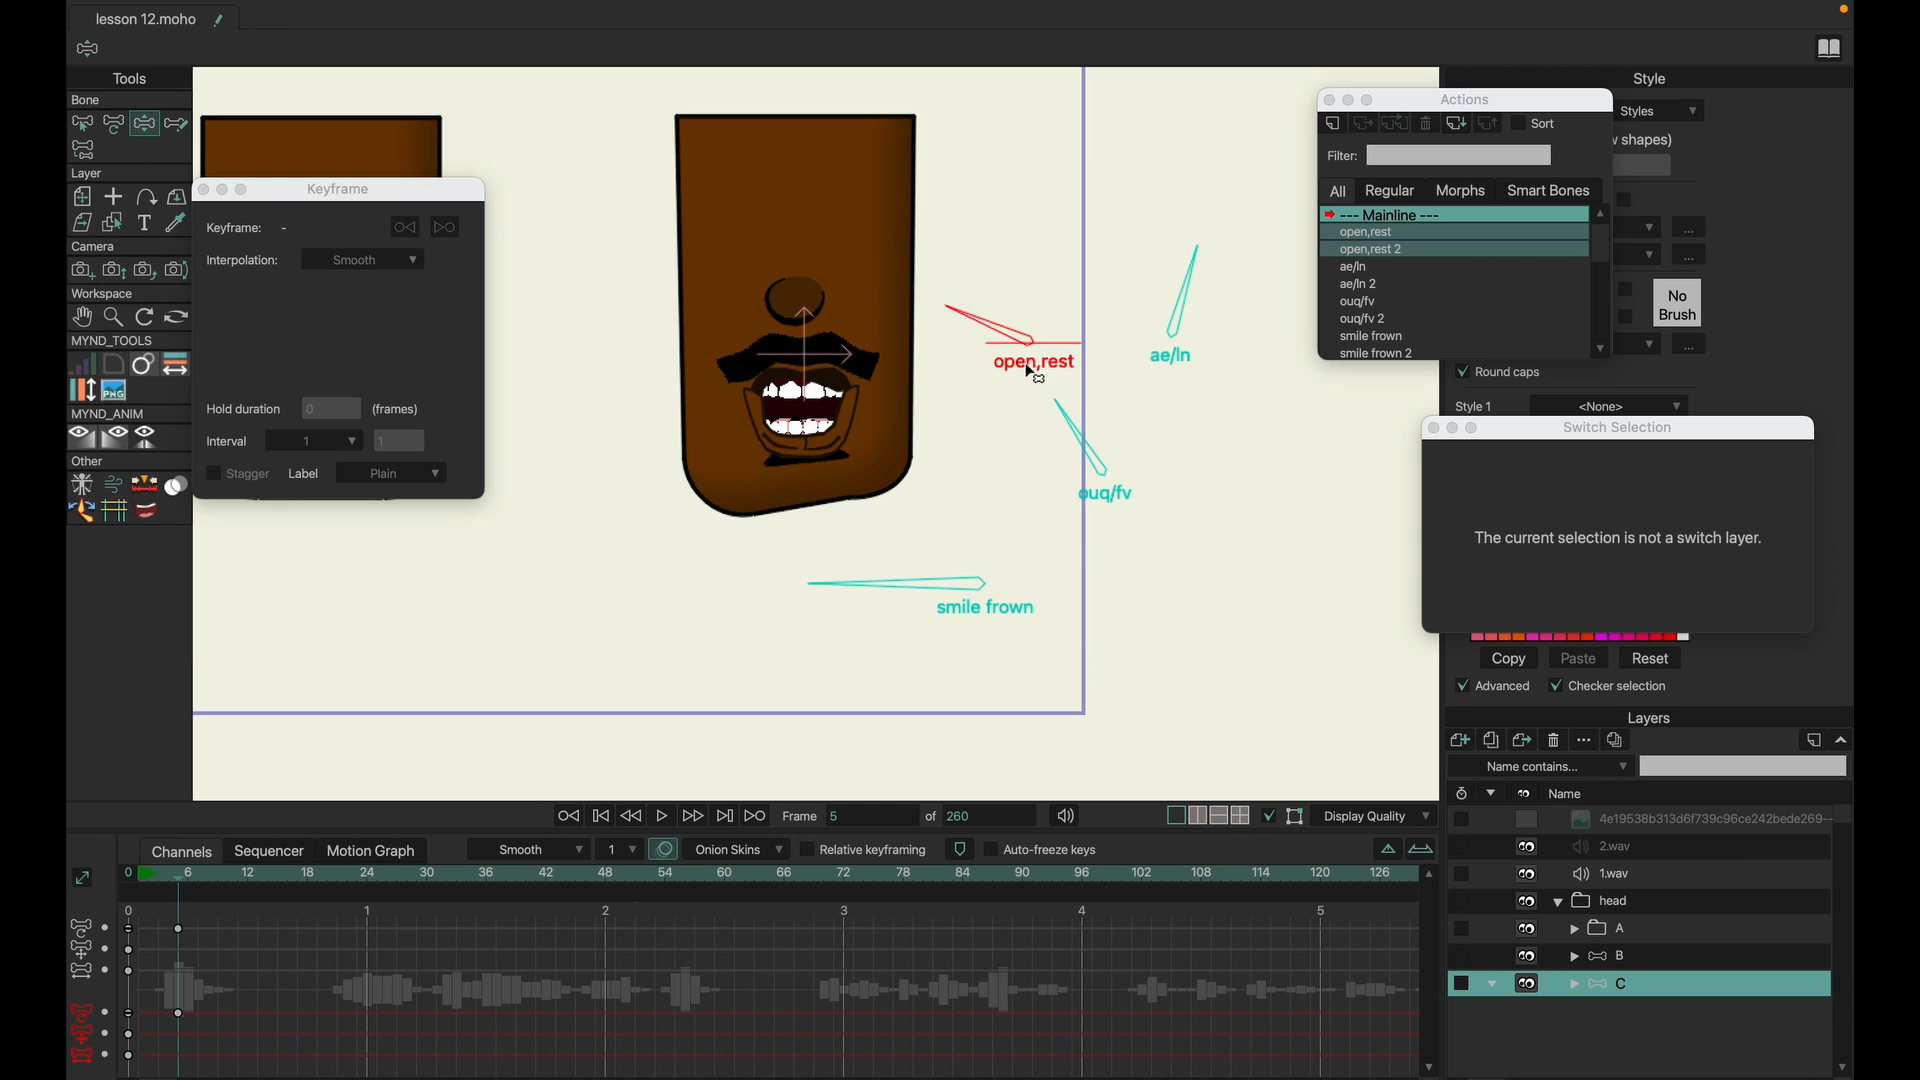 lesson 12.moho
Tools
Bone
Layer
Camera
Workspace
MYND_TOOLS
PNG
MYND_ANIM
Other
Keyframe
Keyframe: -
Interpolation: Smooth
Hold duration 0 (frames)
Interval 1 1
Stagger Label Plain
open,rest
ae/ln
ouq/fv
smile frown
Style
Styles
w shapes)
Actions
Sort
Filter:
All Regular Morphs Smart Bones
--- Mainline ---
open,rest
open,rest 2
ae/ln
ae/ln 2
ouq/fv
ouq/fv 2
smile frown
smile frown 2
...
...
No
Brush
...
Round caps
Style 1 <None>
Switch Selection
The current selection is not a switch layer.
Copy Paste Reset
Advanced Checker selection
Layers
Name contains...
Name
4e19538b313d6f739c96ce242bede269--
2.wav
1.wav
head
A
B
C
Frame 5 of 260
Display Quality
Channels Sequencer Motion Graph Smooth 1 Onion Skins Relative keyframing Auto-freeze keys
0 6 12 18 24 30 36 42 48 54 60 66 72 78 84 90 96 102 108 114 120 126
0 1 2 3 4 5